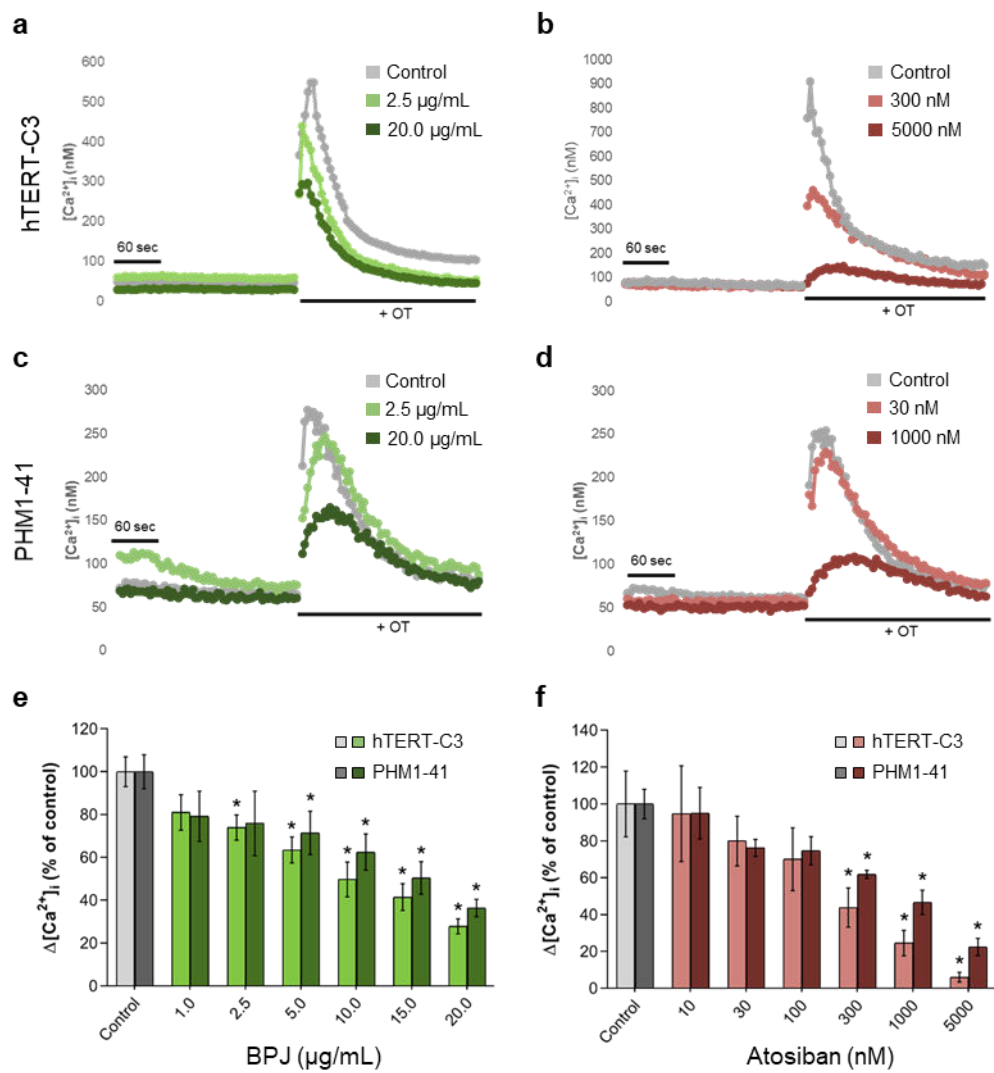 a
hTERT-C3
[Ca²⁺]ᵢ (nM)
600
500
400
300
200
100
0
Control
2.5 µg/mL
20.0 µg/mL
60 sec
+ OT
b
[Ca²⁺]ᵢ (nM)
1000
900
800
700
600
500
400
300
200
100
0
Control
300 nM
5000 nM
60 sec
+ OT
c
PHM1-41
[Ca²⁺]ᵢ (nM)
300
250
200
150
100
50
0
Control
2.5 µg/mL
20.0 µg/mL
60 sec
+ OT
d
[Ca²⁺]ᵢ (nM)
300
250
200
150
100
50
0
Control
30 nM
1000 nM
60 sec
+ OT
e
Δ[Ca²⁺]ᵢ (% of control)
120
100
80
60
40
20
0
hTERT-C3
PHM1-41
* * * * * * * * *
Control 1.0 2.5 5.0 10.0 15.0 20.0
BPJ (µg/mL)
f
Δ[Ca²⁺]ᵢ (% of control)
140
120
100
80
60
40
20
0
hTERT-C3
PHM1-41
* * * * * *
Control 10 30 100 300 1000 5000
Atosiban (nM)